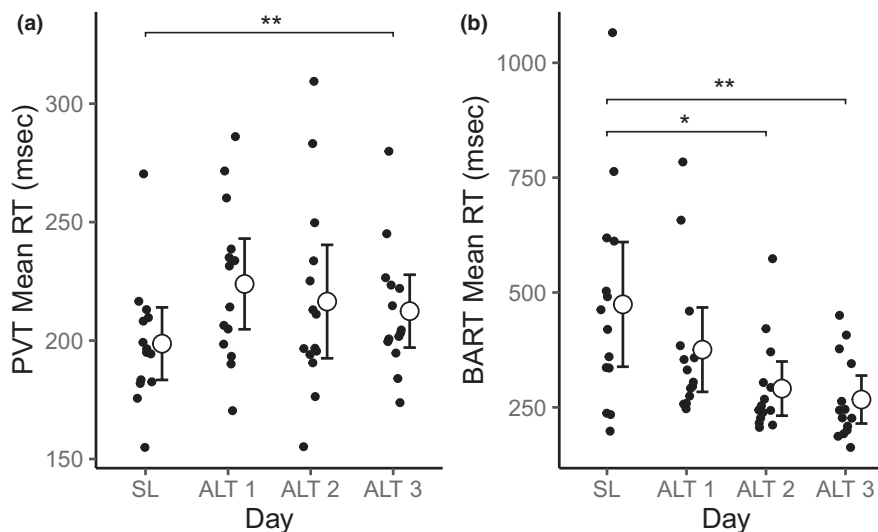 (a)
**
PVT Mean RT (msec)
300
250
200
150
SL ALT 1 ALT 2 ALT 3
Day
(b)
**
*
BART Mean RT (msec)
1000
750
500
250
SL ALT 1 ALT 2 ALT 3
Day